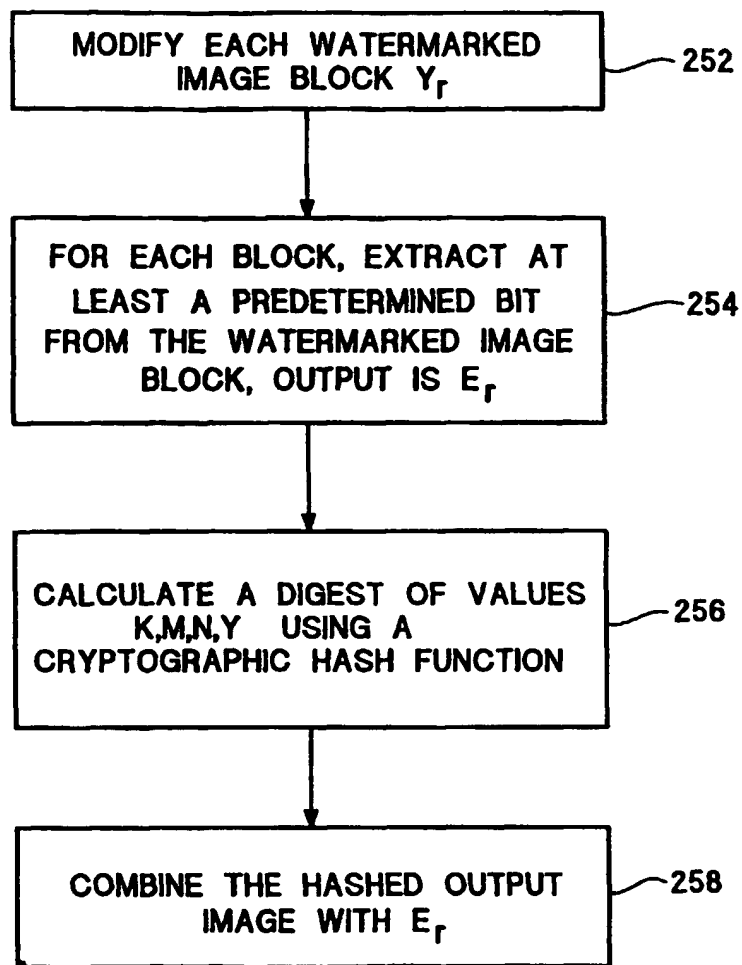 MODIFY EACH WATERMARKED
IMAGE BLOCK Yr
252
FOR EACH BLOCK, EXTRACT AT
LEAST A PREDETERMINED BIT
FROM THE WATERMARKED IMAGE
BLOCK, OUTPUT IS Er
254
CALCULATE A DIGEST OF VALUES
K,M,N,Y USING A
CRYPTOGRAPHIC HASH FUNCTION
256
COMBINE THE HASHED OUTPUT
IMAGE WITH Er
258